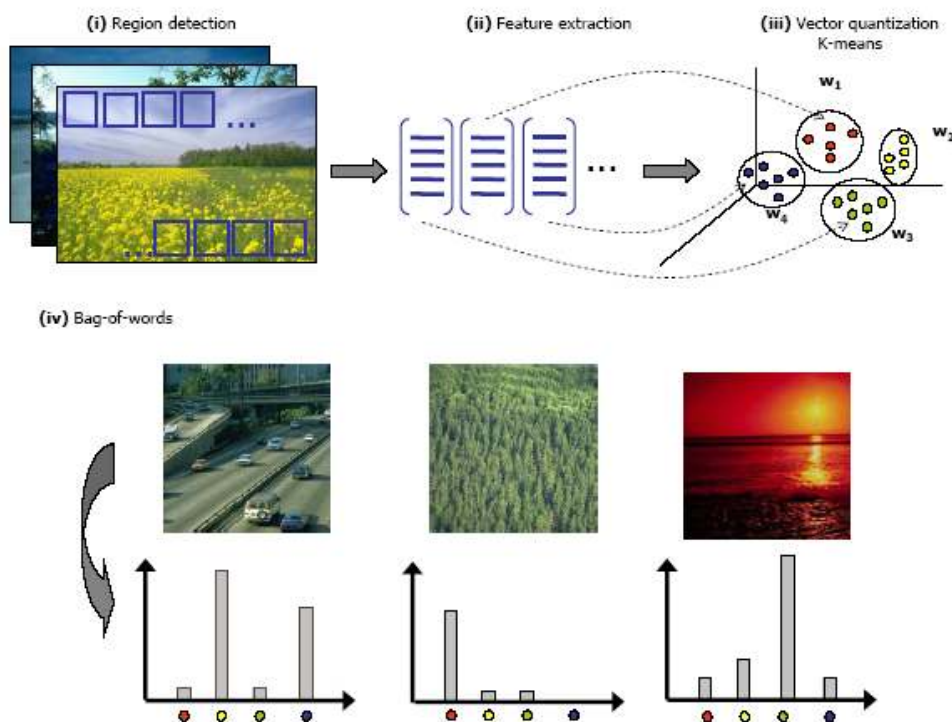 (i) Region detection
(ii) Feature extraction
(iii) Vector quantization
K-means
...
...
...
w1
w2
w3
w4
(iv) Bag-of-words